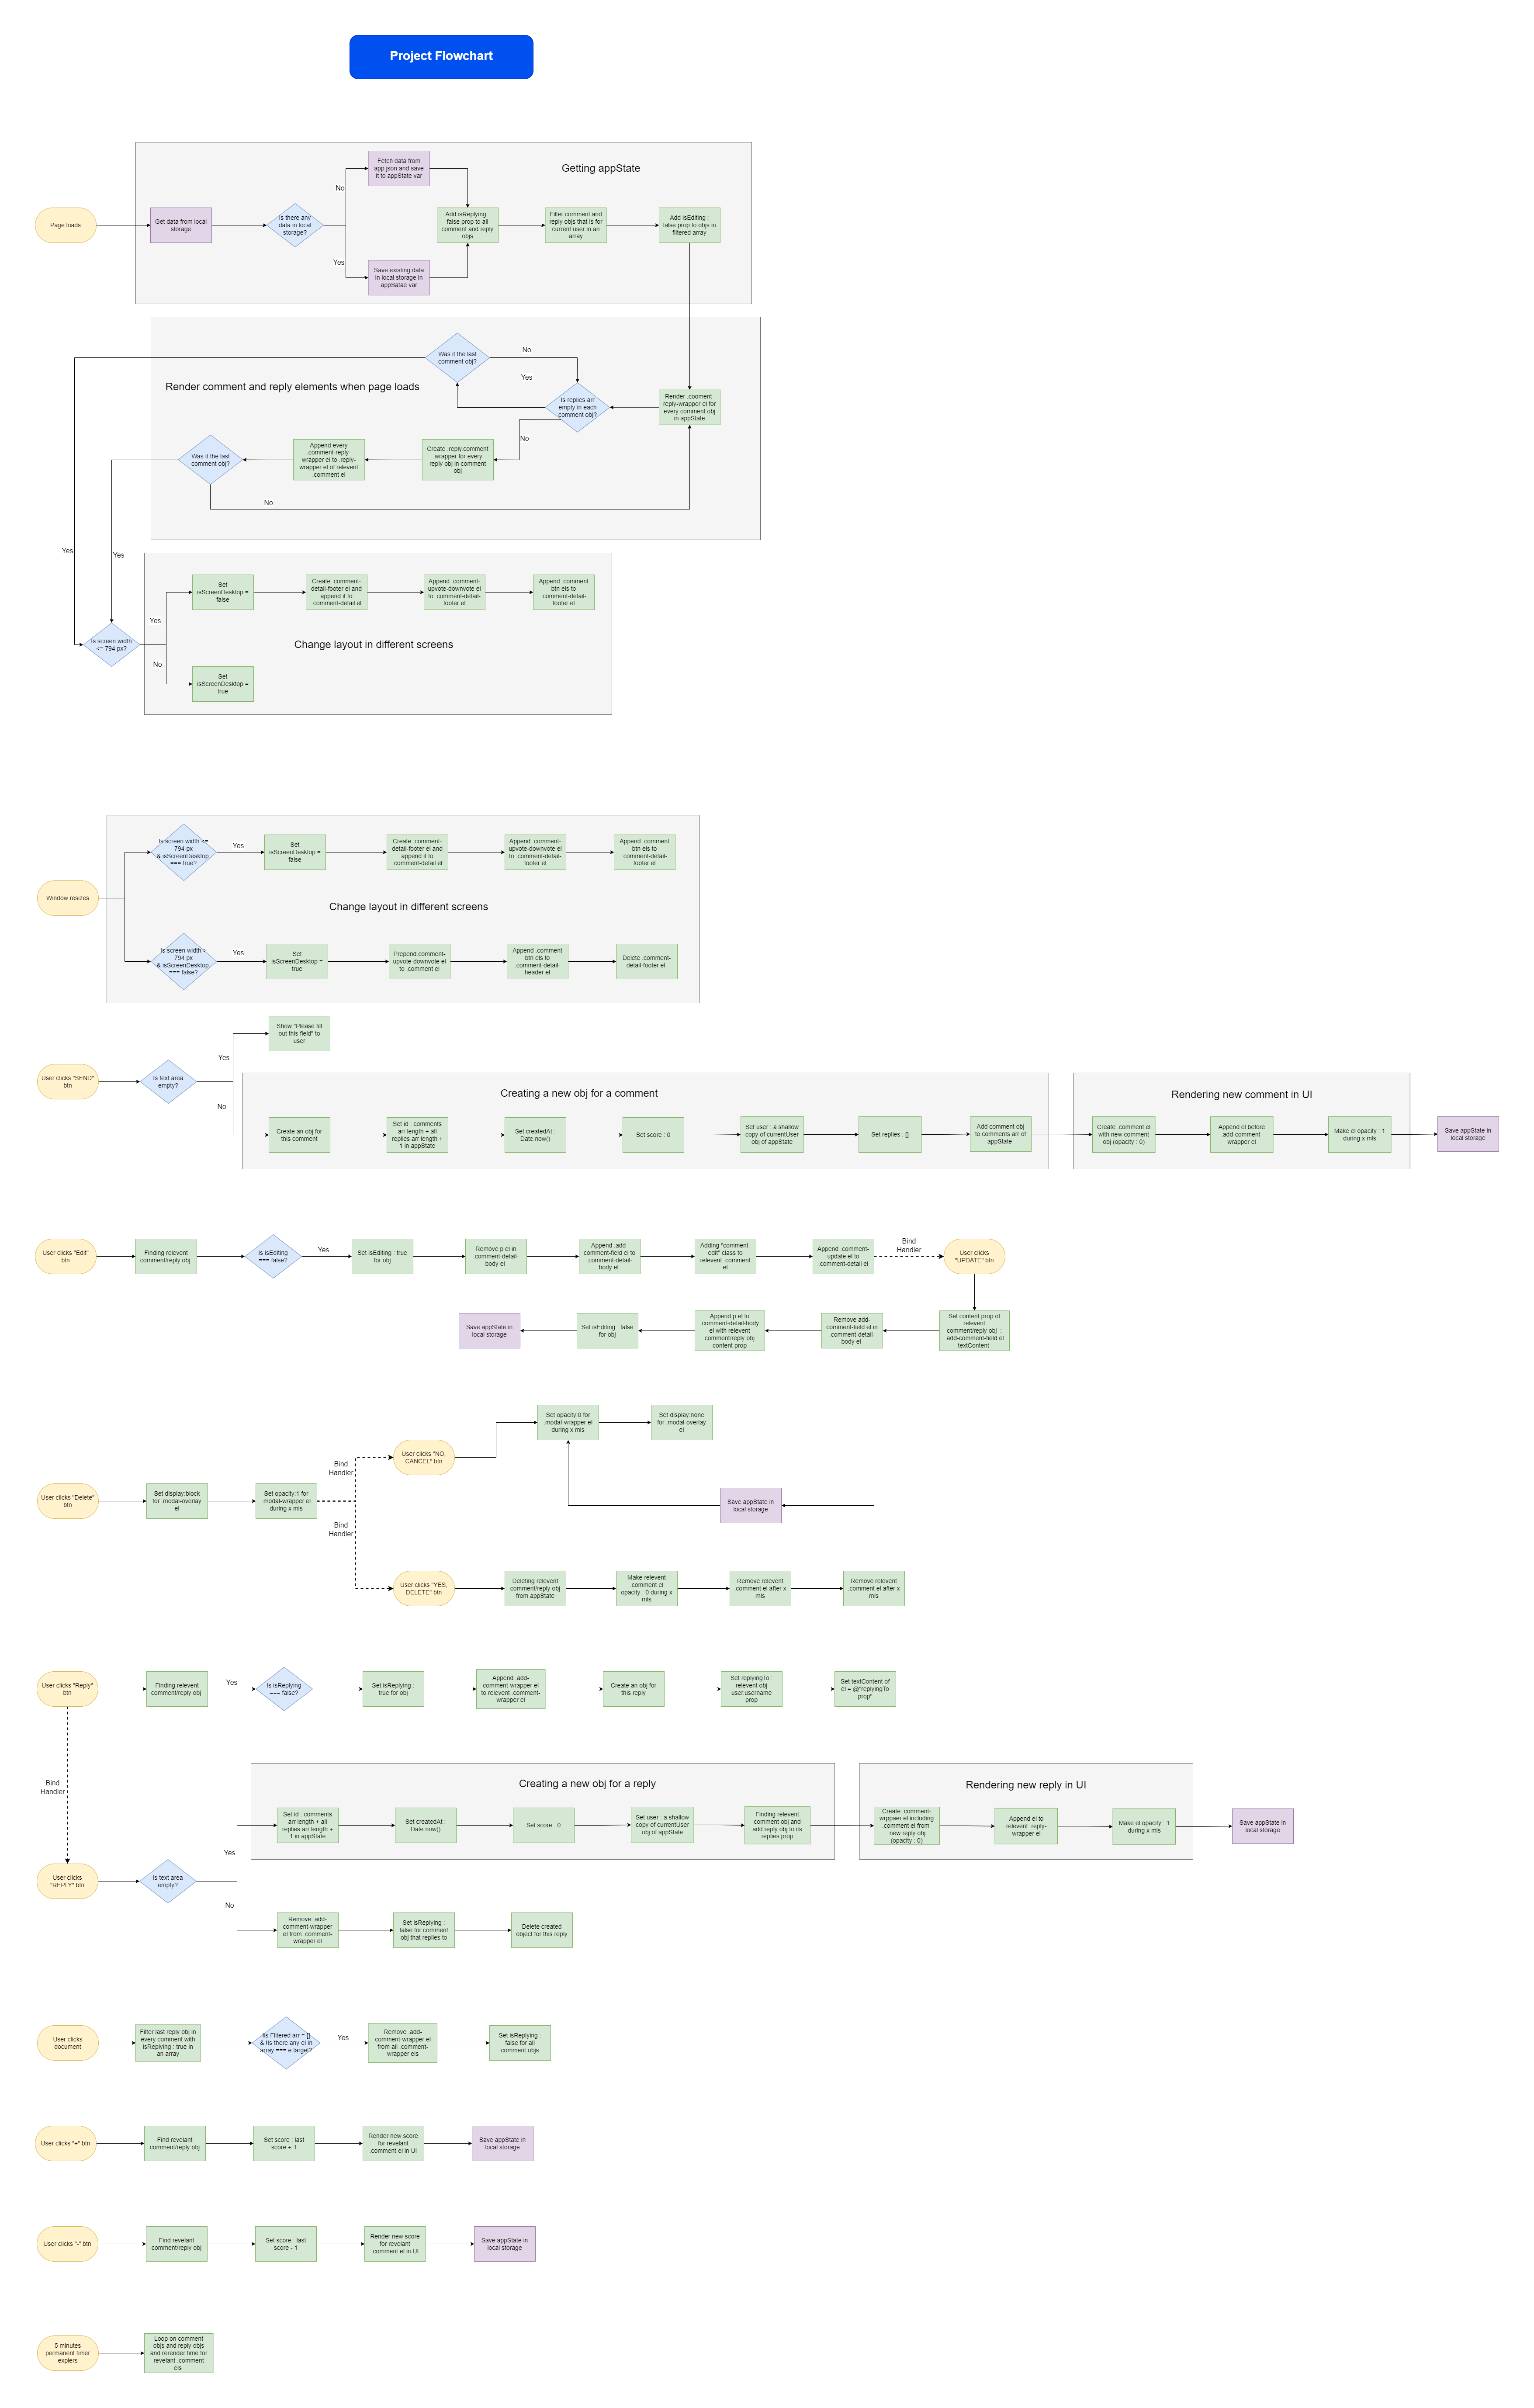 Project Flowchart
Getting appState
Fetch data from
app.json and save
it to appState var
No
Page loads
Get data from local
storage
Is there any
data in local
storage?
Add isReplying :
false prop to all
comment and reply
objs
Filter comment and
reply objs that is for
current user in an
array
Add isEditing :
false prop to objs in
filtered array
Yes
Save existing data
in local storage in
appSatae var
Was it the last
comment obj?
No
Yes
Render comment and reply elements when page loads
Is replies arr
empty in each
comment obj?
Render .cooment-
reply-wrapper el for
every comment obj
in appState
No
Was it the last
comment obj?
Append every
.comment-reply-
wrapper el to .reply-
wrapper el of relevent
.comment el
Create .reply.comment
.wrapper for every
reply obj in comment
obj
No
Yes
Yes
Set
isScreenDesktop =
false
Create .comment-
detail-footer el and
append it to
.comment-detail el
Append .comment-
upvote-downvote el
to .comment-detail-
footer el
Append .comment
btn els to
.comment-detail-
footer el
Yes
Is screen width
<= 794 px?
Change layout in different screens
No
Set
isScreenDesktop =
true
Is screen width <=
794 px
& isScreenDesktop
=== true?
Yes
Set
isScreenDesktop =
false
Create .comment-
detail-footer el and
append it to
.comment-detail el
Append .comment-
upvote-downvote el
to .comment-detail-
footer el
Append .comment
btn els to
.comment-detail-
footer el
Window resizes
Change layout in different screens
Is screen width >
794 px
& isScreenDesktop
=== false?
Yes
Set
isScreenDesktop =
true
Prepend.comment-
upvote-downvote el
to .comment el
Append .comment
btn els to
.comment-detail-
header el
Delete .comment-
detail-footer el
Show "Please fill
out this field" to
user
Yes
User clicks "SEND"
btn
Is text area
empty?
No
Creating a new obj for a comment
Create an obj for
this comment
Set id : comments
arr length + all
replies arr length +
1 in appState
Set createdAt :
Date.now()
Set score : 0
Set user : a shallow
copy of currentUser
obj of appState
Set replies : []
Add comment obj
to comments arr of
appState
Rendering new comment in UI
Create .comment el
with new comment
obj (opacity : 0)
Append el before
.add-comment-
wrapper el
Make el opacity : 1
during x mls
Save appState in
local storage
User clicks "Edit"
btn
Finding relevent
comment/reply obj
Is isEditing
=== false?
Yes
Set isEditing : true
for obj
Remove p el in
.comment-detail-
body el
Append .add-
comment-field el to
.comment-detail-
body el
Adding "comment-
edit" class to
relevent .comment
el
Append .comment-
update el to
.comment-detail el
Bind
Handler
User clicks
"UPDATE" btn
Save appState in
local storage
Set isEditing : false
for obj
Append p el to
comment-detail-body
el with relevent
comment/reply obj
content prop
Remove add-
comment-field el in
.comment-detail-
body el
Set content prop of
relevent
comment/reply obj :
.add-comment-field el
textContent
Set opacity:0 for
.modal-wrapper el
during x mls
Set display:none
for .modal-overlay
el
User clicks "NO,
CANCEL" btn
Bind
Handler
User clicks "Delete"
btn
Set display:block
for .modal-overlay
el
Set opacity:1 for
.modal-wrapper el
during x mls
Save appState in
local storage
Bind
Handler
User clicks "YES,
DELETE" btn
Deleting relevent
comment/reply obj
from appState
Make relevent
.comment el
opacity : 0 during x
mls
Remove relevent
.comment el after x
mls
Remove relevent
.comment el after x
mls
User clicks "Reply"
btn
Finding relevent
comment/reply obj
Yes
Is isReplying
=== false?
Set isReplying :
true for obj
Append .add-
comment-wrapper el
to relevent .comment-
wrapper el
Create an obj for
this reply
Set replyingTo :
relevent obj
user.username
prop
Set textContent of
el = @"replyingTo
prop"
Bind
Handler
Creating a new obj for a reply
Set id : comments
arr length + all
replies arr length +
1 in appState
Set createdAt :
Date.now()
Set score : 0
Set user : a shallow
copy of currentUser
obj of appState
Finding relevent
comment obj and
add reply obj to its
replies prop
Rendering new reply in UI
Create .comment-
wrppaer el including
.comment el from
new reply obj
(opacity : 0)
Append el to
relevent .reply-
wrapper el
Make el opacity : 1
during x mls
Save appState in
local storage
Yes
User clicks
"REPLY" btn
Is text area
empty?
No
Remove .add-
comment-wrapper
el from .comment-
wrapper el
Set isReplying :
false for comment
obj that replies to
Delete created
object for this reply
User clicks
document
Filter last reply obj in
every comment with
isReplying : true in
an array
!is Flitered arr = []
& !Is there any el in
array === e.target?
Yes
Remove .add-
comment-wrapper el
from all .comment-
wrapper els
Set isReplying :
false for all
comment objs
User clicks "+" btn
Find revelant
comment/reply obj
Set score : last
score + 1
Render new score
for revelant
.comment el in UI
Save appState in
local storage
User clicks "-" btn
Find revelant
comment/reply obj
Set score : last
score - 1
Render new score
for revelant
.comment el in UI
Save appState in
local storage
5 minutes
permanent timer
expiers
Loop on comment
objs and reply objs
and rerender time for
revelant .comment
els